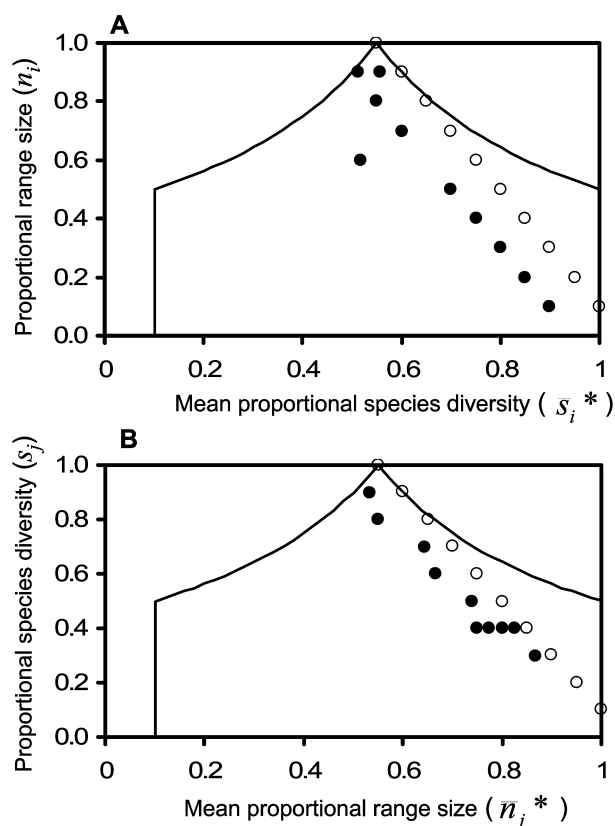 A
Proportional range size (nᵢ)
1.0
0.8
0.6
0.4
0.2
0.0
0 0.2 0.4 0.6 0.8 1
Mean proportional species diversity ( s̄ᵢ * )
B
Proportional species diversity (sⱼ)
1.0
0.8
0.6
0.4
0.2
0.0
0 0.2 0.4 0.6 0.8 1
Mean proportional range size ( n̄ⱼ * )